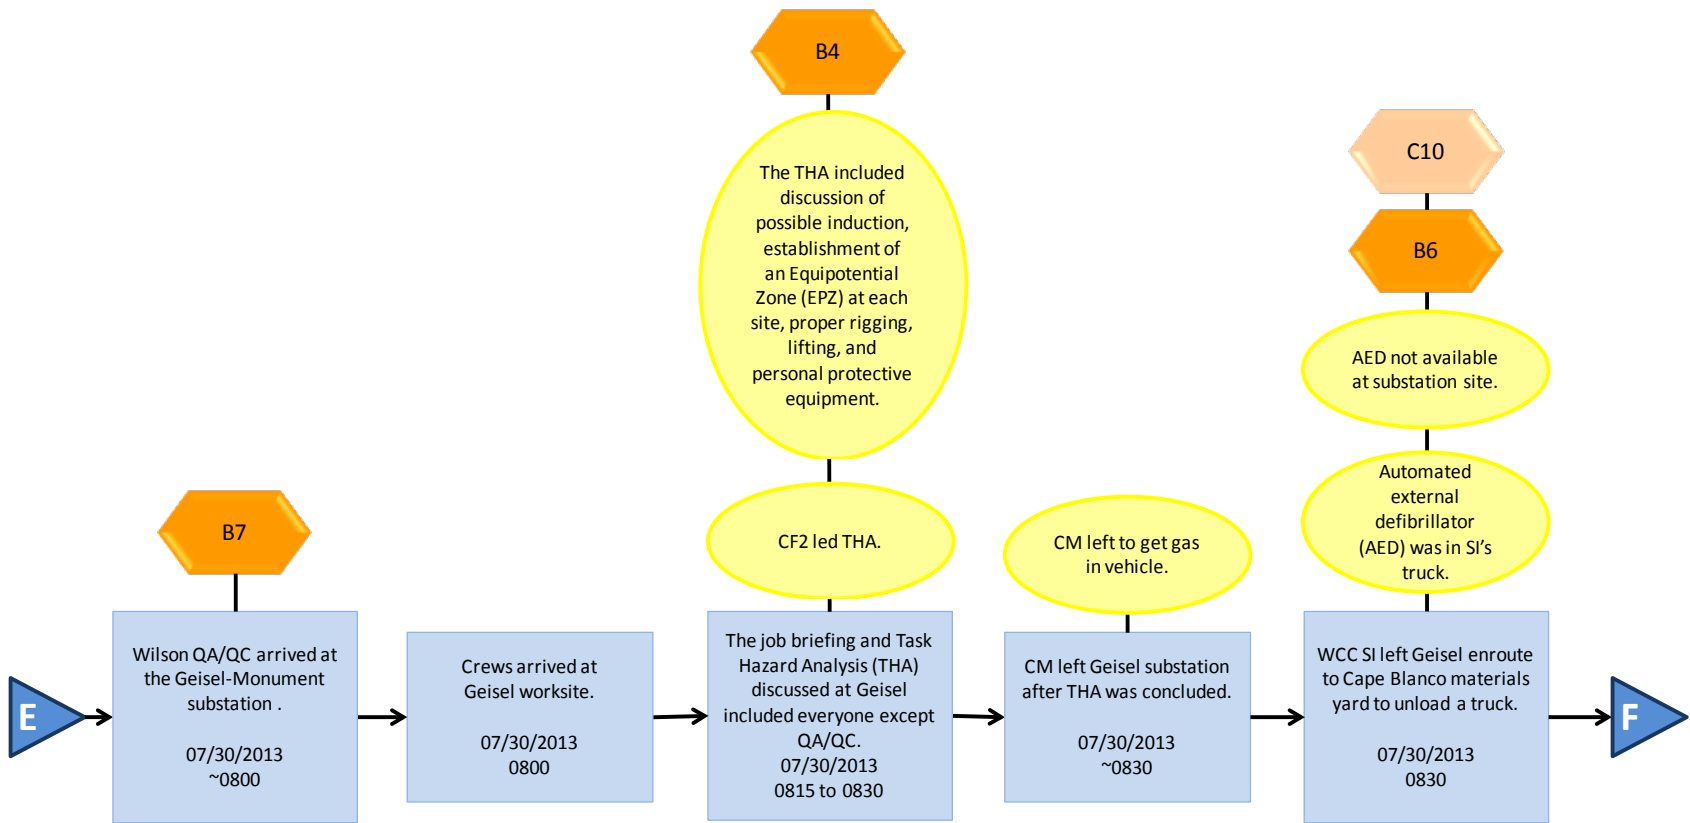 B4
The THA included
discussion of
possible induction,
establishment of
an Equipotential
Zone (EPZ) at each
site, proper rigging,
lifting, and
personal protective
equipment.
C10
B6
AED not available
at substation site.
Automated
external
defibrillator
(AED) was in SI’s
truck.
B7
CF2 led THA.
CM left to get gas
in vehicle.
E
Wilson QA/QC arrived at
the Geisel-Monument
substation .
07/30/2013
~0800
Crews arrived at
Geisel worksite.
07/30/2013
0800
The job briefing and Task
Hazard Analysis (THA)
discussed at Geisel
included everyone except
QA/QC.
07/30/2013
0815 to 0830
CM left Geisel substation
after THA was concluded.
07/30/2013
~0830
WCC SI left Geisel enroute
to Cape Blanco materials
yard to unload a truck.
07/30/2013
0830
F